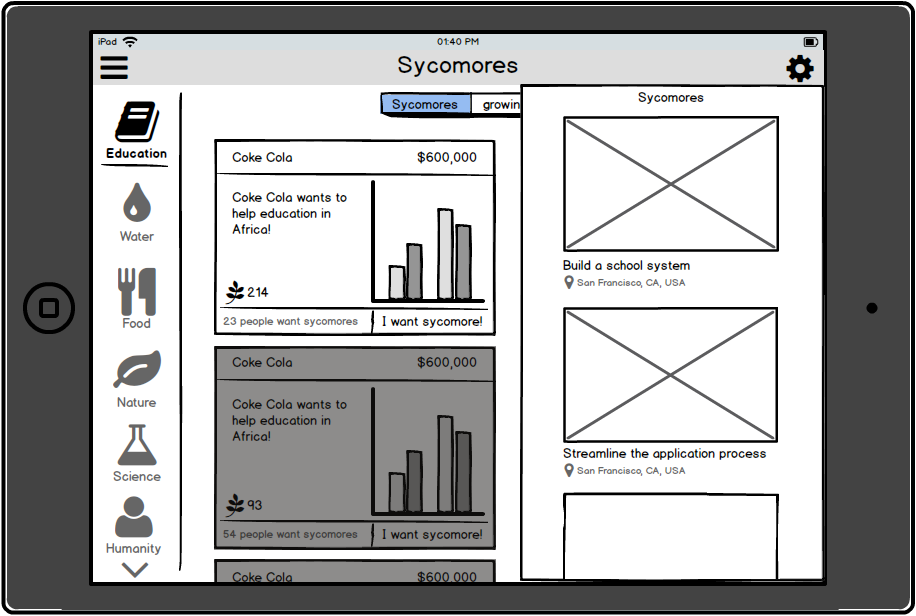 iPad
01:40 PM
Sycomores
Education
Water
Food
Nature
Science
Humanity
Sycomores
growin
Coke Cola
$600,000
Coke Cola wants to
help education in
Africa!
214
23 people want sycomores
I want sycomore!
Coke Cola
$600,000
Coke Cola wants to
help education in
Africa!
93
54 people want sycomores
I want sycomore!
Coke Cola
$600,000
Sycomores
Build a school system
San Francisco, CA, USA
Streamline the application process
San Francisco, CA, USA